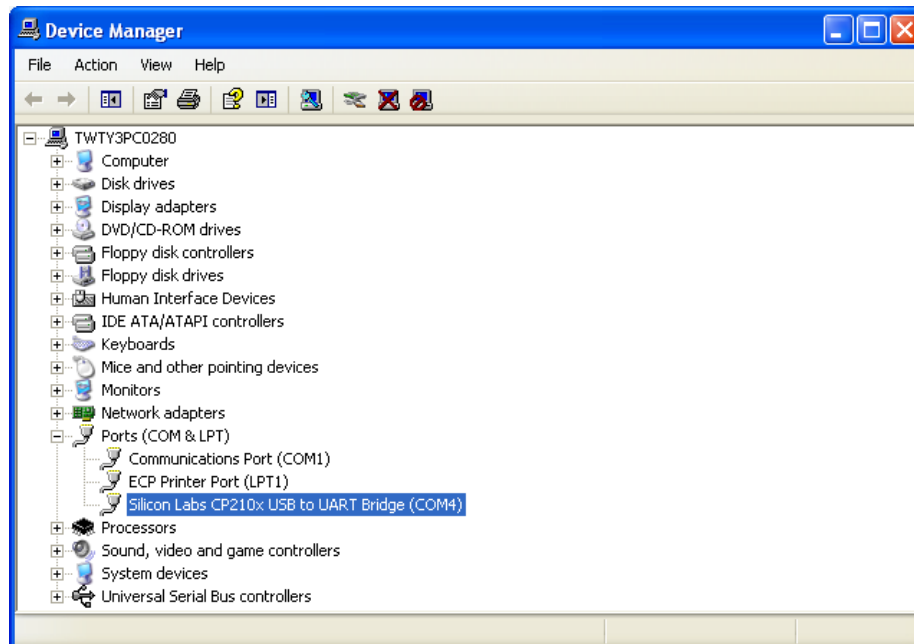 Device Manager
File Action View Help
TWTY3PC0280
Computer
Disk drives
Display adapters
DVD/CD-ROM drives
Floppy disk controllers
Floppy disk drives
Human Interface Devices
IDE ATA/ATAPI controllers
Keyboards
Mice and other pointing devices
Monitors
Network adapters
Ports (COM & LPT)
Communications Port (COM1)
ECP Printer Port (LPT1)
Silicon Labs CP210x USB to UART Bridge (COM4)
Processors
Sound, video and game controllers
System devices
Universal Serial Bus controllers